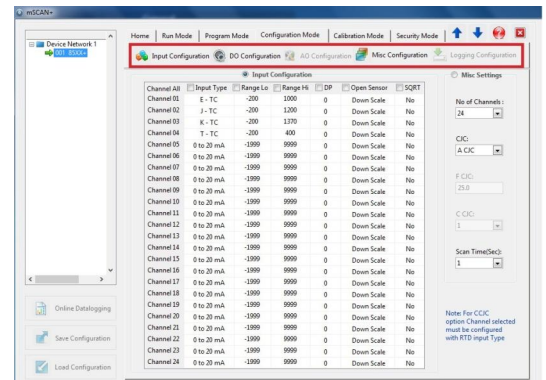 mSCAN+
Home Run Mode Program Mode Configuration Mode Calibration Mode Security Mode
Device Network 1
001 85XX+
Input Configuration DO Configuration AO Configuration Misc Configuration Logging Configuration
Input Configuration
Misc Settings
Channel All Input Type Range Lo Range Hi DP Open Sensor SQRT
Channel 01 E - TC -200 1000 0 Down Scale No
Channel 02 J - TC -200 1200 0 Down Scale No
Channel 03 K - TC -200 1370 0 Down Scale No
Channel 04 T - TC -200 400 0 Down Scale No
Channel 05 0 to 20 mA -1999 9999 0 Down Scale No
Channel 06 0 to 20 mA -1999 9999 0 Down Scale No
Channel 07 0 to 20 mA -1999 9999 0 Down Scale No
Channel 08 0 to 20 mA -1999 9999 0 Down Scale No
Channel 09 0 to 20 mA -1999 9999 0 Down Scale No
Channel 10 0 to 20 mA -1999 9999 0 Down Scale No
Channel 11 0 to 20 mA -1999 9999 0 Down Scale No
Channel 12 0 to 20 mA -1999 9999 0 Down Scale No
Channel 13 0 to 20 mA -1999 9999 0 Down Scale No
Channel 14 0 to 20 mA -1999 9999 0 Down Scale No
Channel 15 0 to 20 mA -1999 9999 0 Down Scale No
Channel 16 0 to 20 mA -1999 9999 0 Down Scale No
Channel 17 0 to 20 mA -1999 9999 0 Down Scale No
Channel 18 0 to 20 mA -1999 9999 0 Down Scale No
Channel 19 0 to 20 mA -1999 9999 0 Down Scale No
Channel 20 0 to 20 mA -1999 9999 0 Down Scale No
Channel 21 0 to 20 mA -1999 9999 0 Down Scale No
Channel 22 0 to 20 mA -1999 9999 0 Down Scale No
Channel 23 0 to 20 mA -1999 9999 0 Down Scale No
Channel 24 0 to 20 mA -1999 9999 0 Down Scale No
No of Channels :
24
CJC:
A CJC
F CJC:
25.0
C CJC:
1
Scan Time(Sec):
1
Note: For CCJC
option Channel selected
must be configured
with RTD input Type
Online Datalogging
Save Configuration
Load Configuration